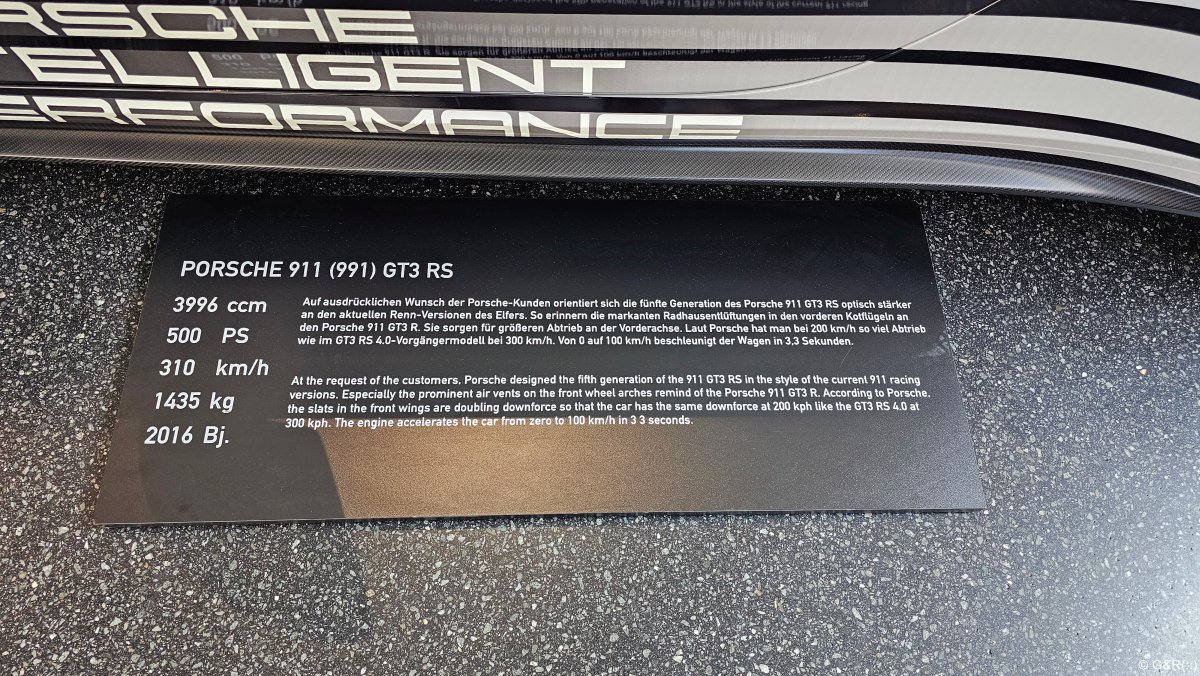 RSCHE
TELLIGENT
ERFORMANCE
PORSCHE 911 (991) GT3 RS
3996 ccm
500 PS
310 km/h
1435 kg
2016 Bj.
Auf ausdrücklichen Wunsch der Porsche-Kunden orientiert sich die fünfte Generation des Porsche 911 GT3 RS optisch stärker
an den aktuellen Renn-Versionen des Elfers. So erinnern die markanten Radhausentlüftungen in den vorderen Kotflügeln an
den Porsche 911 GT3 R. Sie sorgen für größeren Abtrieb an der Vorderachse. Laut Porsche hat man bei 200 km/h so viel Abtrieb
wie im GT3 RS 4.0-Vorgängermodell bei 300 km/h. Von 0 auf 100 km/h beschleunigt der Wagen in 3,3 Sekunden.
At the request of the customers, Porsche designed the fifth generation of the 911 GT3 RS in the style of the current 911 racing
versions. Especially the prominent air vents on the front wheel arches remind of the Porsche 911 GT3 R. According to Porsche,
the slats in the front wings are doubling downforce so that the car has the same downforce at 200 kph like the GT3 RS 4.0 at
300 kph. The engine accelerates the car from zero to 100 km/h in 3 3 seconds.